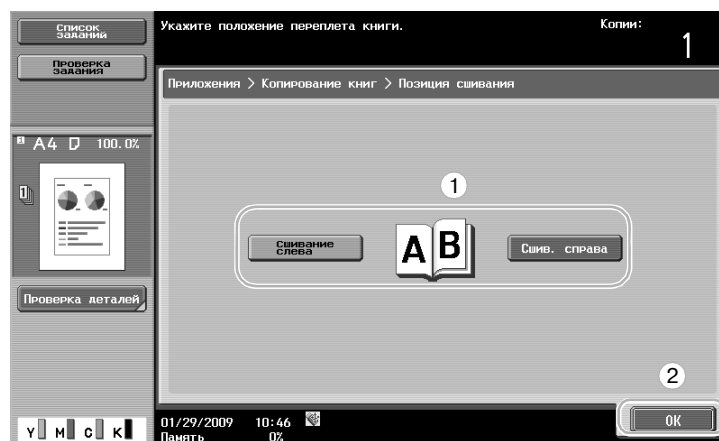 Список
заданий
Проверка
задания
Укажите положение переплета книги.
Копии:
1
Приложения > Копирование книг > Позиция сшивания
A4 100.0%
1
1
Сшивание
слева
A B
Сшив. справа
Проверка деталей
2
OK
Y M C K
01/29/2009 10:46
Память 0%